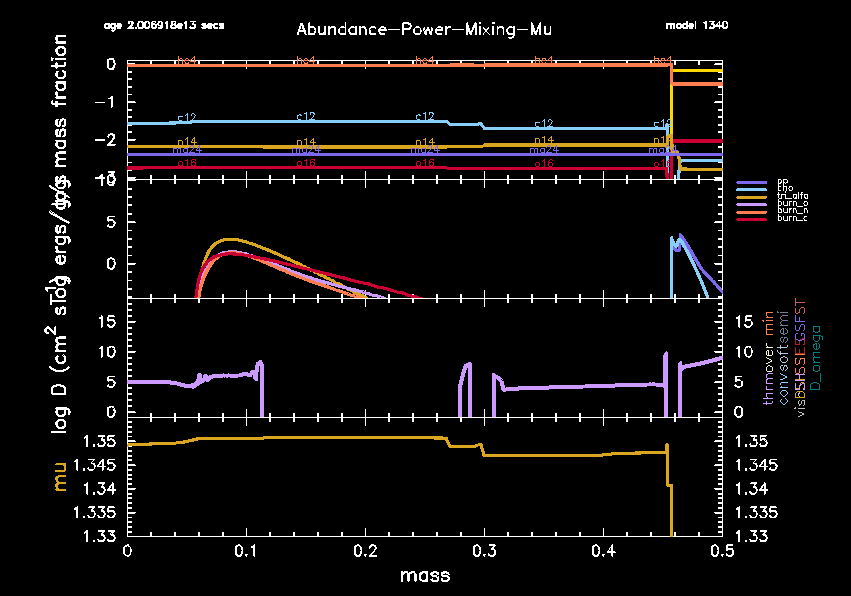 age 2.006918e13 secs
Abundance-Power-Mixing-Mu
model 1340
log mass fraction
0
-1
-2
-3
he4 he4 he4 he4 he4
c12 c12 c12 c12 c12
n14 n14 n14 n14
mg24 mg24 mg24 mg24 mg24
o16 o16 o16 o16 o16
log ergs/g/s
10
5
0
pp
cno
tri_alfa
burn_c
log D (cm² s⁻¹)
15
10
5
0
15
10
5
0
thrm over min
conv soft semi
D_omega
mu
1.35
1.345
1.34
1.335
1.33
1.35
1.345
1.34
1.335
1.33
0 0.1 0.2 0.3 0.4 0.5
mass